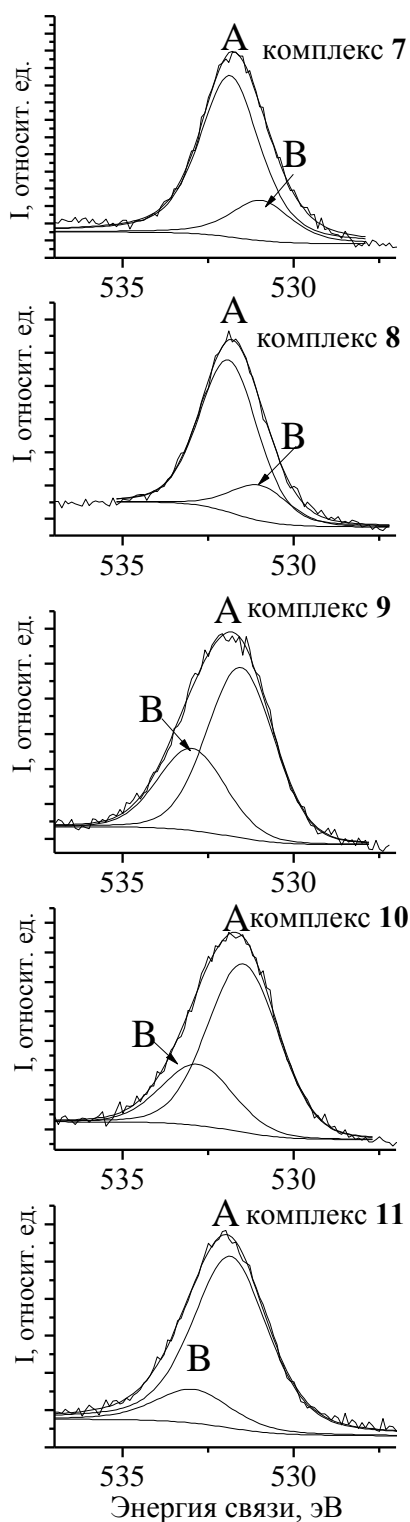 A
комплекс 7
B
I, относит. ед.
535 530
A
комплекс 8
B
I, относит. ед.
535 530
A комплекс 9
B
I, относит. ед.
535 530
A комплекс 10
B
I, относит. ед.
535 530
A комплекс 11
B
I, относит. ед.
535 530
Энергия связи, эВ